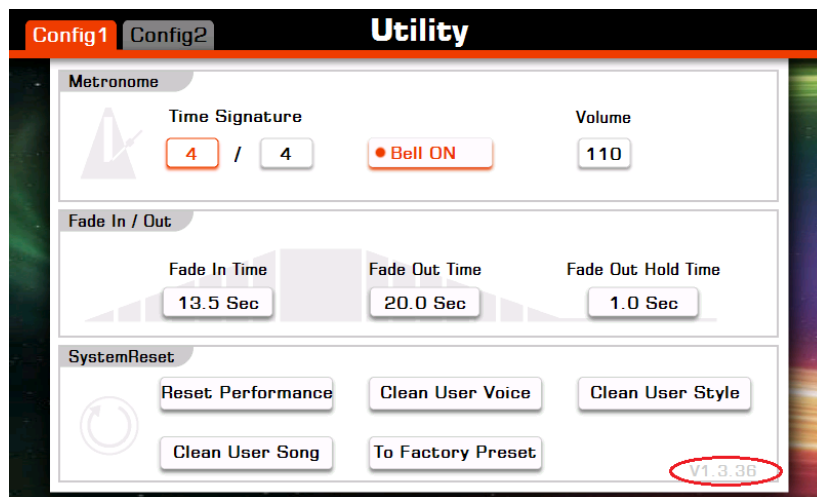 Config1 Config2 Utility
Metronome
Time Signature Volume
4 / 4 Bell ON 110
Fade In / Out
Fade In Time Fade Out Time Fade Out Hold Time
13.5 Sec 20.0 Sec 1.0 Sec
SystemReset
Reset Performance Clean User Voice Clean User Style
Clean User Song To Factory Preset
V1.3.36